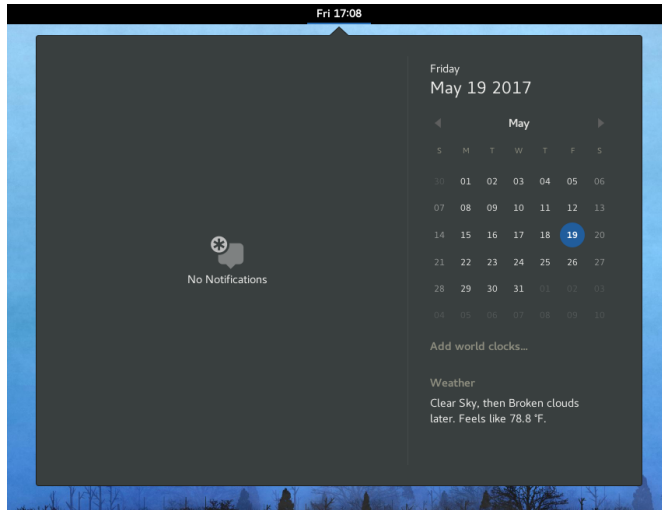 Fri 17:08
No Notifications
Friday
May 19 2017
May
S M T W T F S
30 01 02 03 04 05 06
07 08 09 10 11 12 13
14 15 16 17 18 19 20
21 22 23 24 25 26 27
28 29 30 31 01 02 03
04 05 06 07 08 09 10
Add world clocks...
Weather
Clear Sky, then Broken clouds
later. Feels like 78.8 °F.